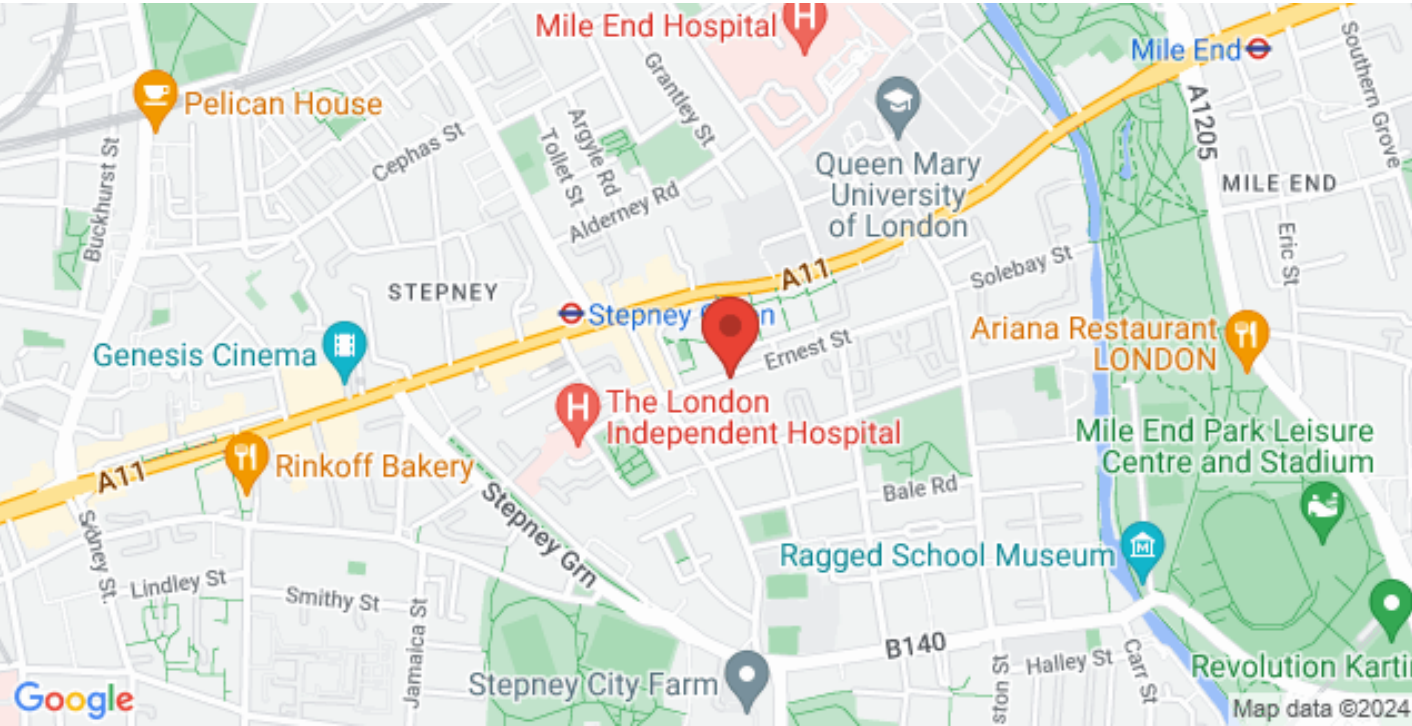 Mile End Hospital
H
Mile End
Southern Grove
Pelican House
Grantley St
A1205
Argyle Rd
Tollet St
Cephas St
Buckhurst St
Queen Mary
University
of London
MILE END
Alderney Rd
Eric St
Solebay St
A11
STEPNEY
Stepney
Genesis Cinema
Ernest St
Ariana Restaurant
LONDON
H
The London
Independent Hospital
Mile End Park Leisure
Centre and Stadium
Rinkoff Bakery
A11
Stepney Grn
Bale Rd
Sidney St.
Ragged School Museum
M
Lindley St
Smithy St
Jamaica St
B140
Halley St
Carr St
ston St
Stepney City Farm
Revolution Karti
Google
Map data ©2024